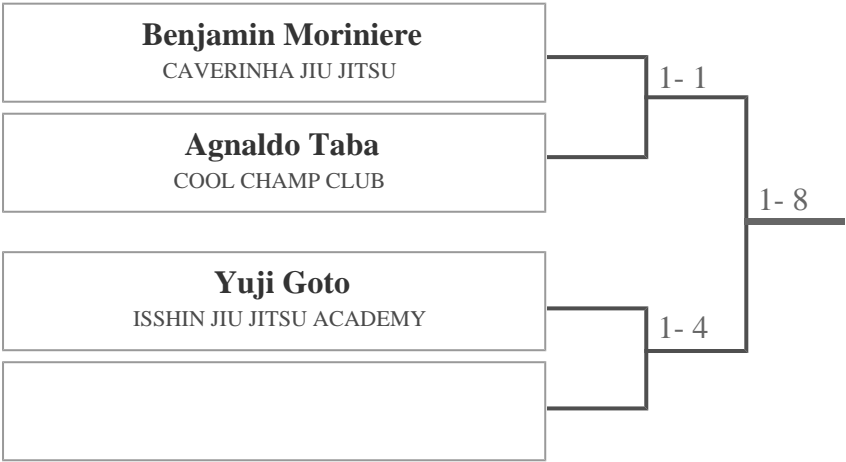 Benjamin Moriniere
CAVERINHA JIU JITSU
1- 1
Agnaldo Taba
COOL CHAMP CLUB
1- 8
Yuji Goto
ISSHIN JIU JITSU ACADEMY
1- 4